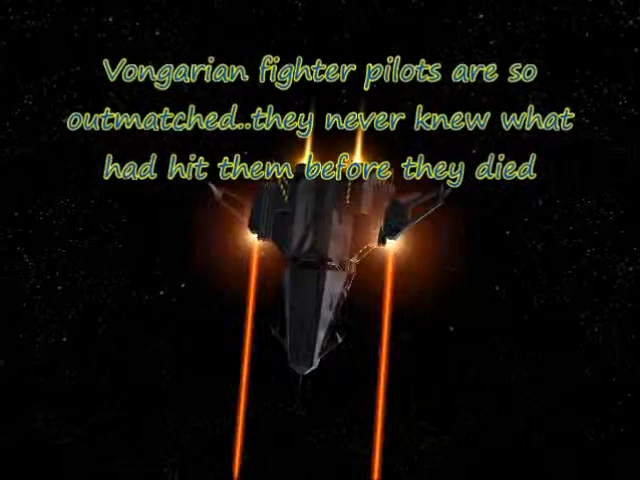 Vongarian fighter pilots are so
outmatched..they never knew what
had hit them before they died